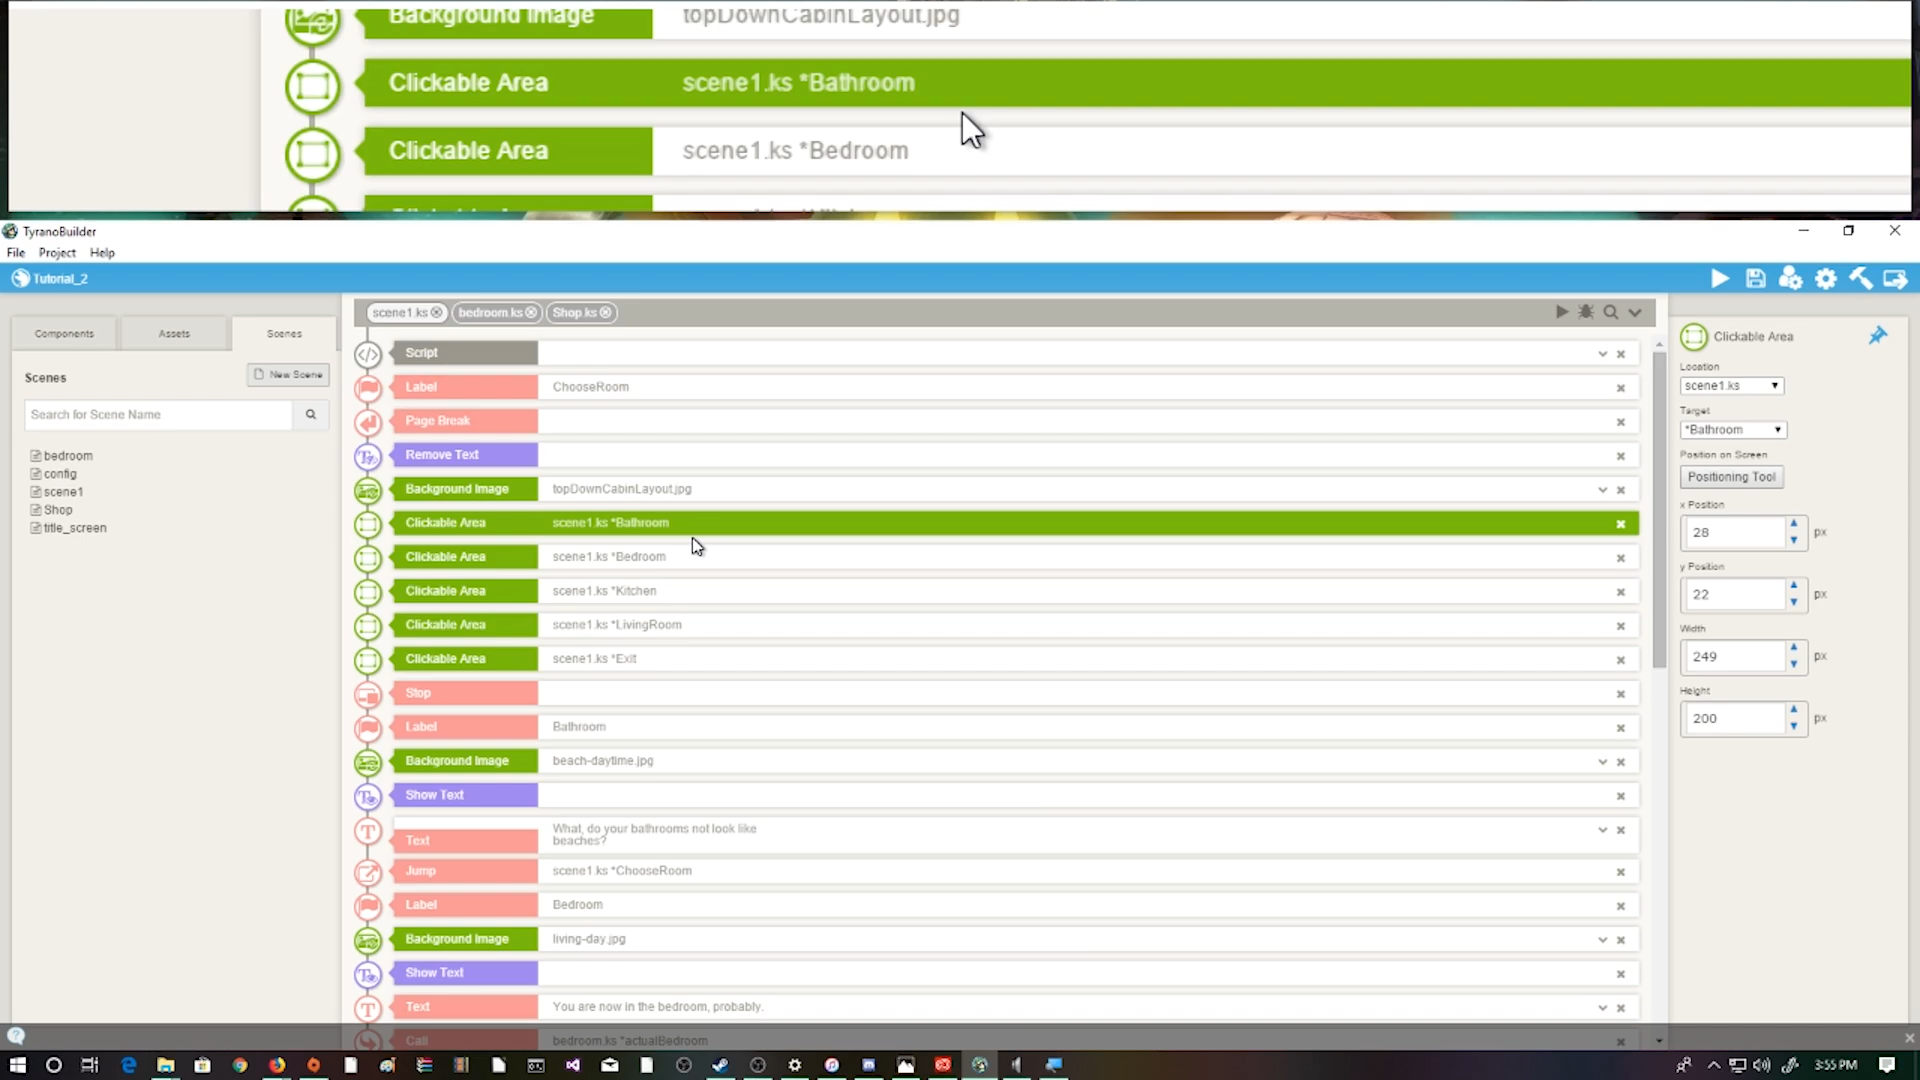 Background Image topDownCabinLayout.jpg
Clickable Area scene1.ks *Bathroom
Clickable Area scene1.ks *Bedroom
TyranoBuilder
File Project Help
Tutorial_2
Components Assets Scenes
Scenes New Scene
Search for Scene Name
bedroom
config
scene1
Shop
title_screen
scene1.ks bedroom.ks Shop.ks
Script
Label ChooseRoom
Page Break
Remove Text
Background Image topDownCabinLayout.jpg
Clickable Area scene1.ks *Bathroom
Clickable Area scene1.ks *Bedroom
Clickable Area scene1.ks *Kitchen
Clickable Area scene1.ks *LivingRoom
Clickable Area scene1.ks *Exit
Stop
Label Bathroom
Background Image beach-daytime.jpg
Show Text
Text What, do your bathrooms not look like
beaches?
Jump scene1.ks *ChooseRoom
Label Bedroom
Background Image living-day.jpg
Show Text
Text You are now in the bedroom, probably.
Call bedroom.ks *actualBedroom
Clickable Area
Location
scene1.ks
Target
*Bathroom
Position on Screen
Positioning Tool
x Position
28 px
y Position
22 px
Width
249 px
Height
200 px
3:55 PM